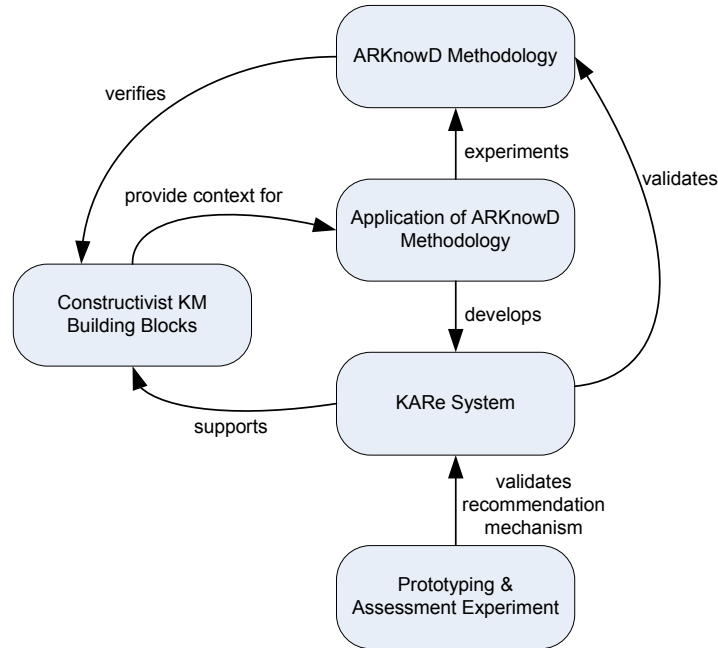 ARKnowD Methodology
verifies
experiments
provide context for
validates
Application of ARKnowD
Methodology
Constructivist KM
Building Blocks
develops
KARe System
supports
validates
recommendation
mechanism
Prototyping &
Assessment Experiment